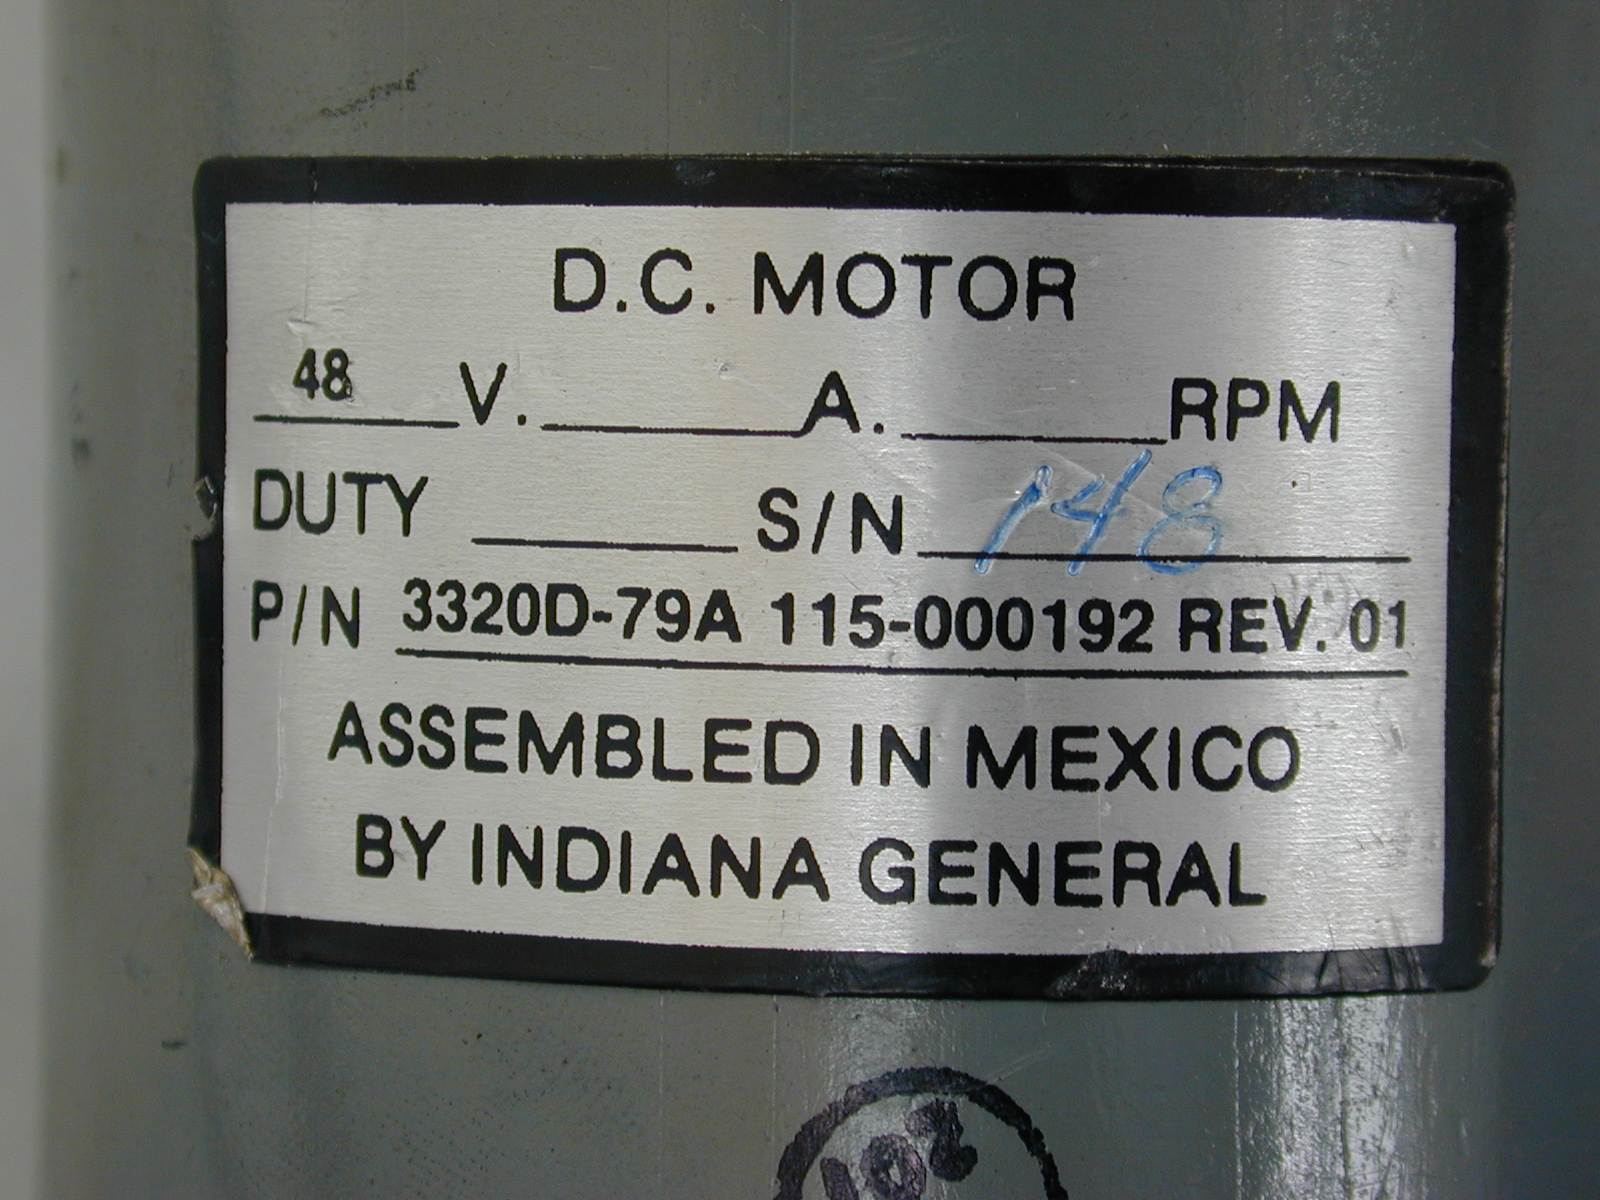 D.C. MOTOR
48 V. A. RPM
DUTY S/N 148
P/N 3320D-79A 115-000192 REV. 01
ASSEMBLED IN MEXICO
BY INDIANA GENERAL